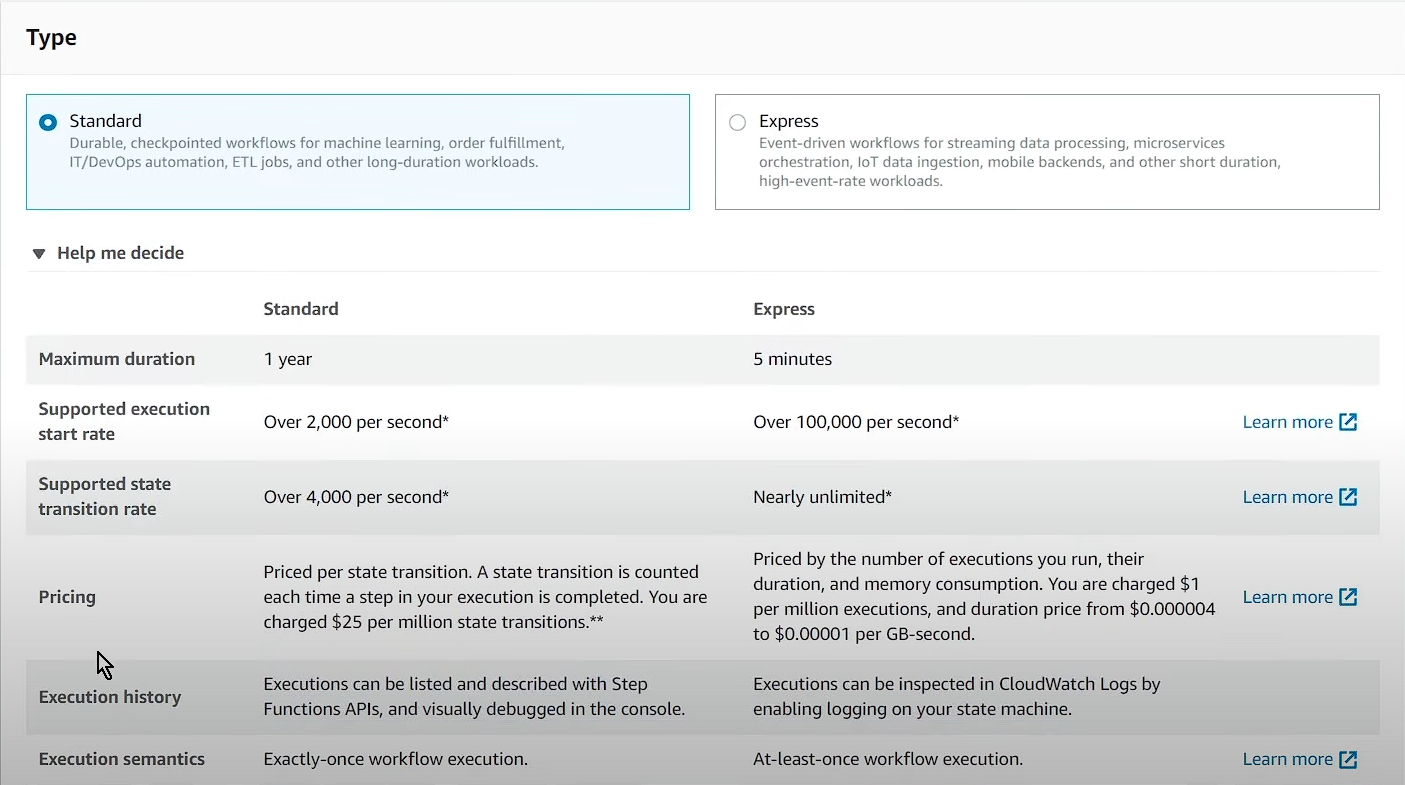 Type
Standard
Durable, checkpointed workflows for machine learning, order fulfillment,
IT/DevOps automation, ETL jobs, and other long-duration workloads.
Express
Event-driven workflows for streaming data processing, microservices
orchestration, IoT data ingestion, mobile backends, and other short duration,
high-event-rate workloads.
Help me decide
Standard
Express
Maximum duration
1 year
5 minutes
Supported execution
start rate
Over 2,000 per second*
Over 100,000 per second*
Learn more
Supported state
transition rate
Over 4,000 per second*
Nearly unlimited*
Learn more
Pricing
Priced per state transition. A state transition is counted
each time a step in your execution is completed. You are
charged $25 per million state transitions.**
Priced by the number of executions you run, their
duration, and memory consumption. You are charged $1
per million executions, and duration price from $0.000004
to $0.00001 per GB-second.
Learn more
Execution history
Executions can be listed and described with Step
Functions APIs, and visually debugged in the console.
Executions can be inspected in CloudWatch Logs by
enabling logging on your state machine.
Execution semantics
Exactly-once workflow execution.
At-least-once workflow execution.
Learn more